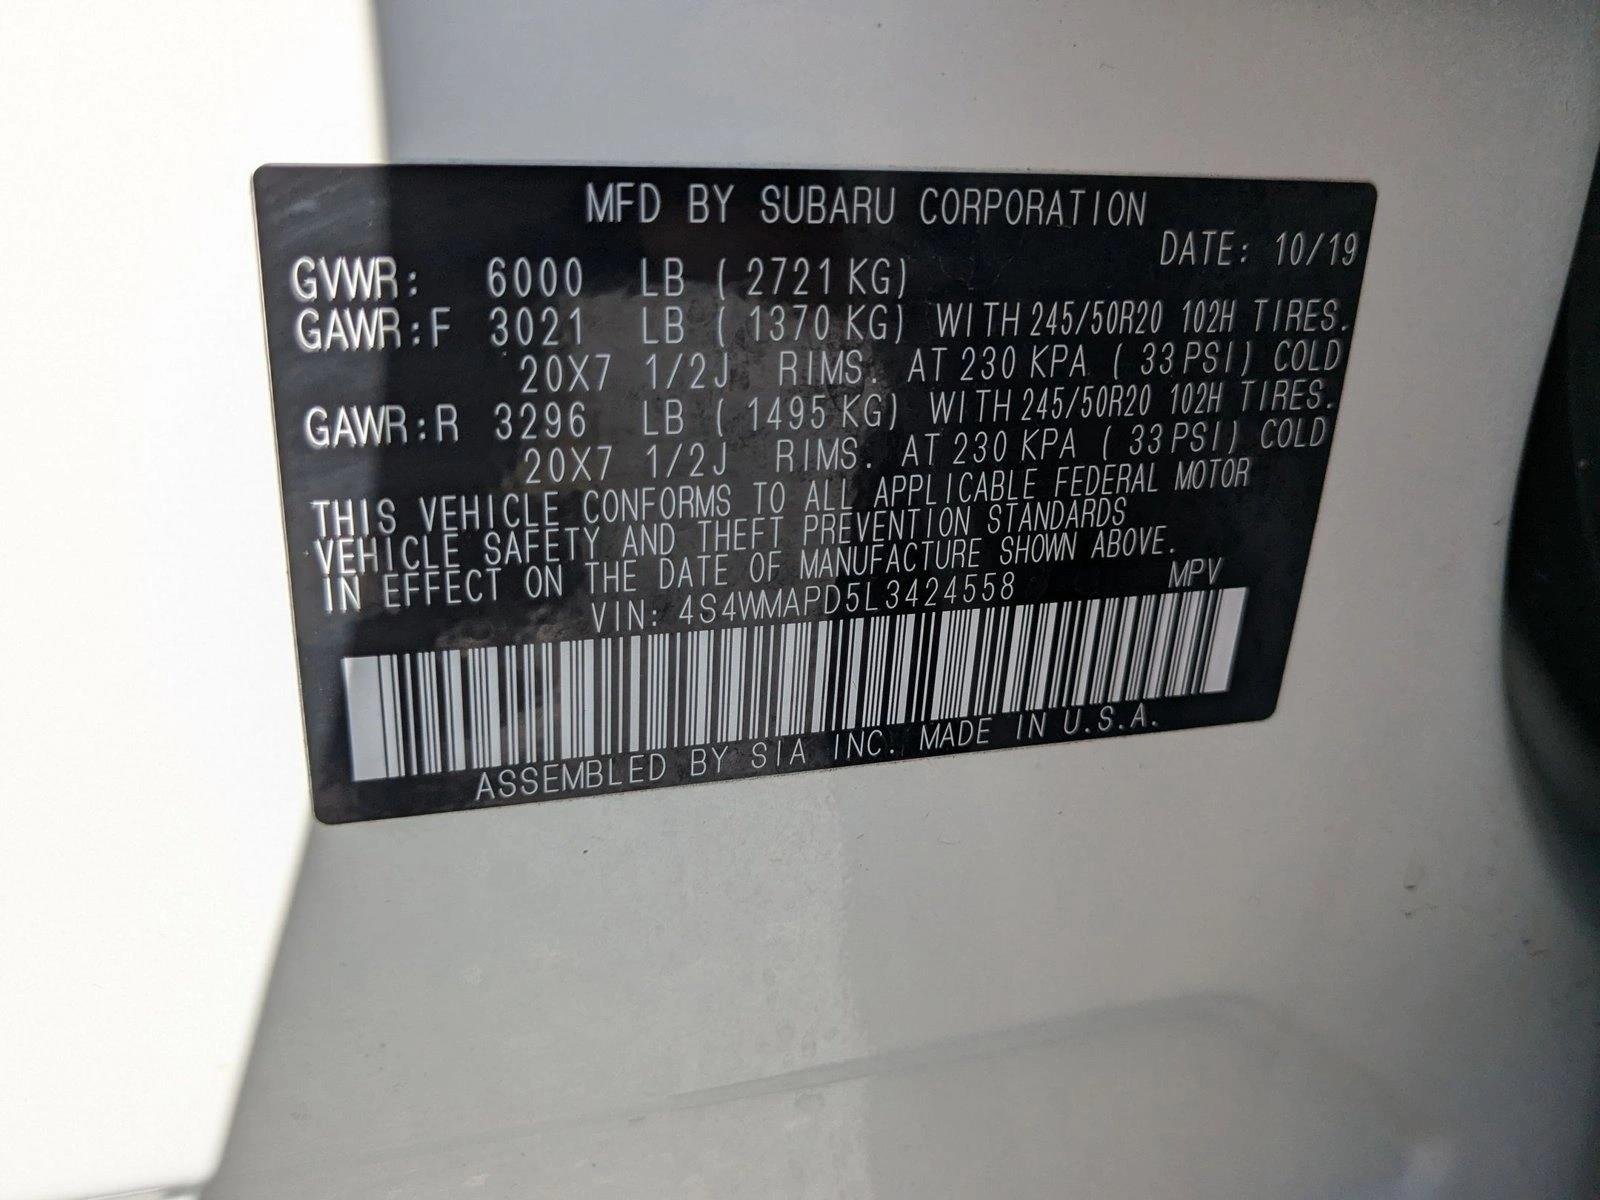 MFD BY SUBARU CORPORATION
DATE: 10/19
GVWR: 6000 LB ( 2721 KG)
GAWR:F 3021 LB ( 1370 KG) WITH 245/50R20 102H TIRES.
20X7 1/2J RIMS. AT 230 KPA ( 33 PSI) COLD
GAWR:R 3296 LB ( 1495 KG) WITH 245/50R20 102H TIRES.
20X7 1/2J RIMS. AT 230 KPA ( 33 PSI) COLD
THIS VEHICLE CONFORMS TO ALL APPLICABLE FEDERAL MOTOR
VEHICLE SAFETY AND THEFT PREVENTION STANDARDS
IN EFFECT ON THE DATE OF MANUFACTURE SHOWN ABOVE.
VIN: 4S4WMAPD5L3424558 MPV
ASSEMBLED BY SIA INC. MADE IN U.S.A.